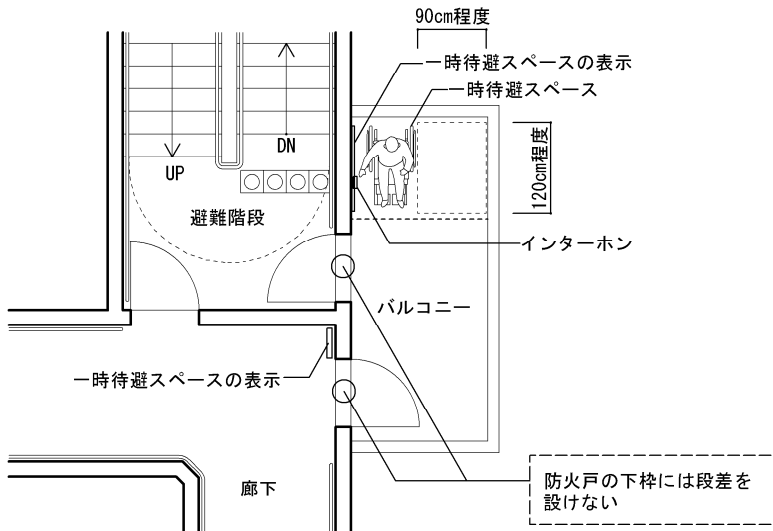 90cm程度
一時待避スペースの表示
一時待避スペース
120cm程度
DN
UP
避難階段
インターホン
バルコニー
一時待避スペースの表示
廊下
防火戸の下枠には段差を
設けない